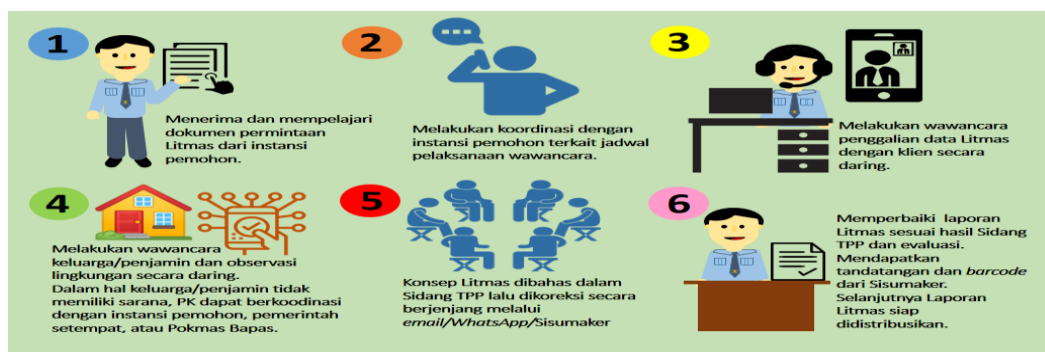 1
Menerima dan mempelajari
dokumen permintaan
Litmas dari instansi
pemohon.
2
Melakukan koordinasi dengan
instansi pemohon terkait jadwal
pelaksanaan wawancara.
3
Melakukan wawancara
penggalian data Litmas
dengan klien secara
daring.
4
Melakukan wawancara
keluarga/penjamin dan observasi
lingkungan secara daring.
Dalam hal keluarga/penjamin tidak
memiliki sarana, PK dapat berkoodinasi
dengan instansi pemohon, pemerintah
setempat, atau Pokmas Bapas.
5
Konsep Litmas dibahas dalam
Sidang TPP lalu dikoreksi secara
berjenjang melalui
email/WhatsApp/Sisumaker
6
Memperbaiki laporan
Litmas sesuai hasil Sidang
TPP dan evaluasi.
Mendapatkan
tandatangan dan barcode
dari Sisumaker.
Selanjutnya Laporan
Litmas siap
didistribusikan.